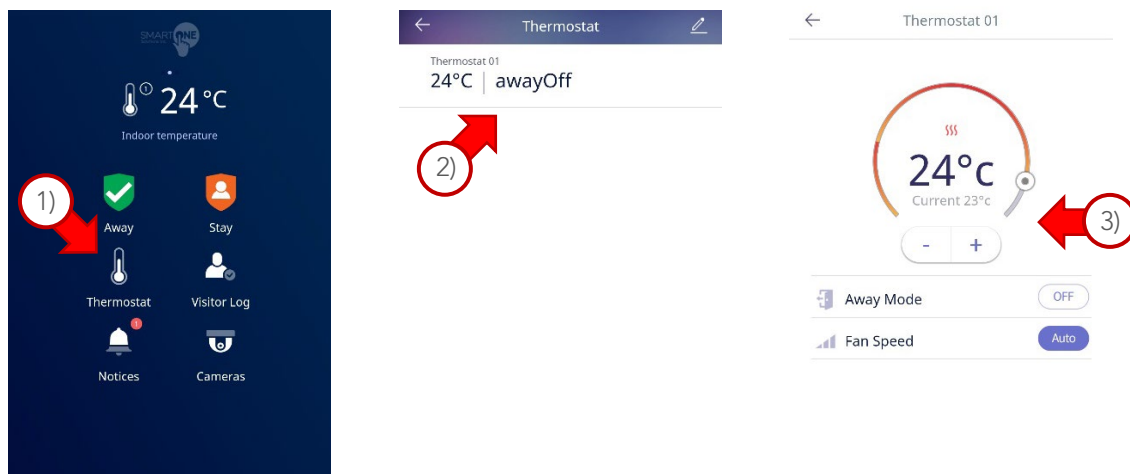 SMART ONE
1 24 °C
Indoor temperature
1)
Away
Stay
Thermostat
Visitor Log
1
Notices
Cameras
Thermostat
Thermostat 01
24°C | awayOff
2)
Thermostat 01
24°c
Current 23°c
- +
3)
Away Mode
OFF
Fan Speed
Auto